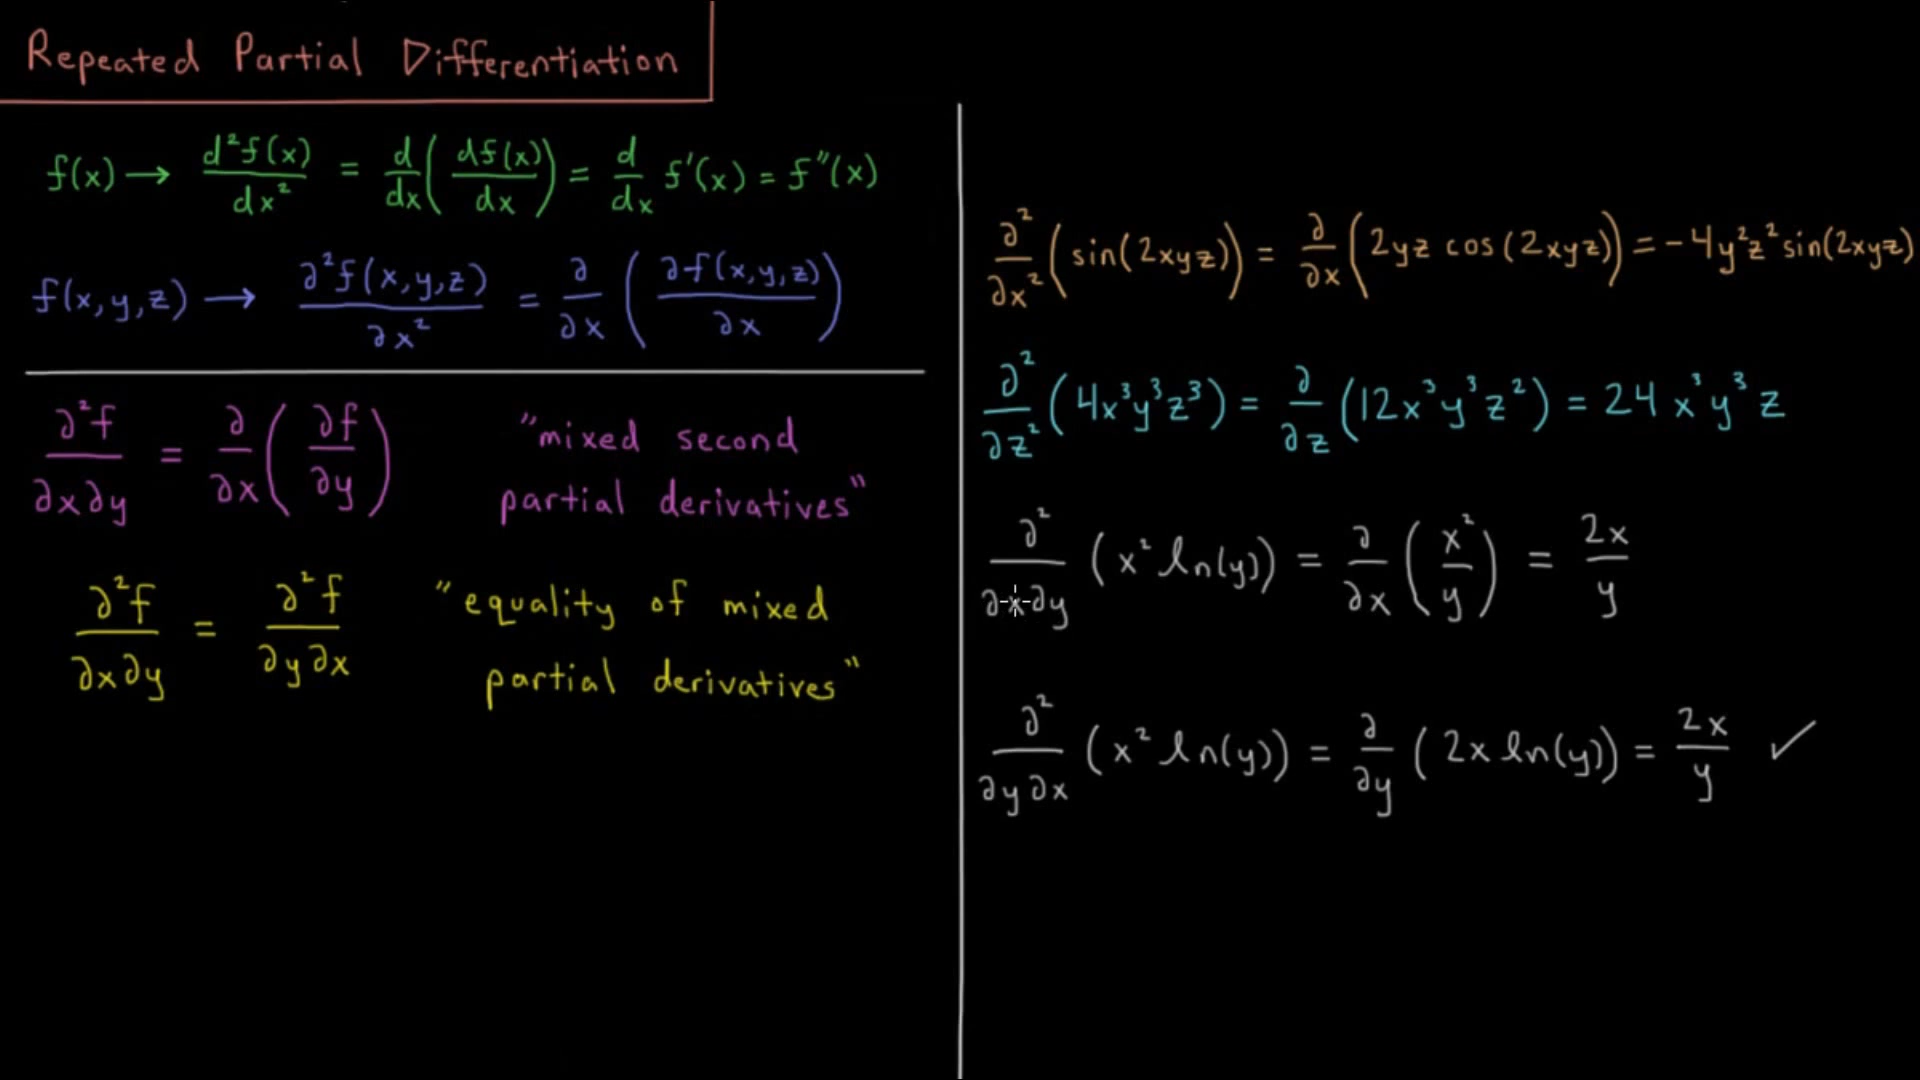 Repeated Partial Differentiation
f(x) → d²f(x)/dx² = d/dx (df(x)/dx) = d/dx f'(x) = f''(x)
f(x,y,z) → ∂²f(x,y,z)/∂x² = ∂/∂x (∂f(x,y,z)/∂x)
∂²f/∂x∂y = ∂/∂x (∂f/∂y) "mixed second
partial derivatives"
∂²f/∂x∂y = ∂²f/∂y∂x "equality of mixed
partial derivatives"
∂²/∂x² (sin(2xyz)) = ∂/∂x (2yz cos(2xyz)) = -4y²z² sin(2xyz)
∂²/∂z² (4x³y³z³) = ∂/∂z (12x³y³z²) = 24x³y³z
∂²/∂x∂y (x² ln(y)) = ∂/∂x (x²/y) = 2x/y
∂²/∂y∂x (x² ln(y)) = ∂/∂y (2x ln(y)) = 2x/y ✓